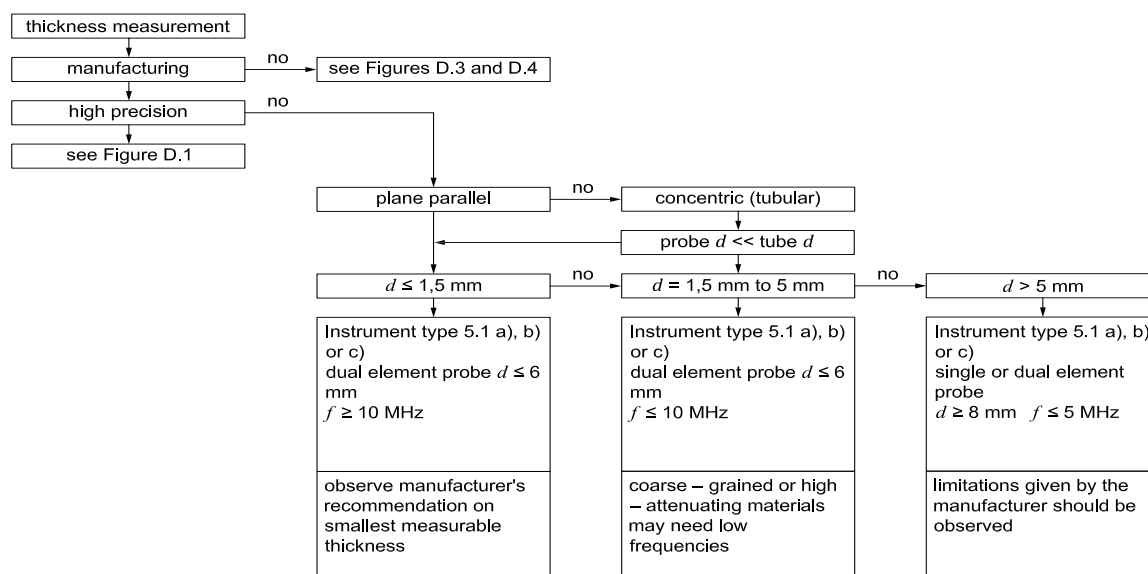 thickness measurement
manufacturing
no
see Figures D.3 and D.4
high precision
no
see Figure D.1
plane parallel
no
concentric (tubular)
probe d << tube d
d ≤ 1,5 mm
no
d = 1,5 mm to 5 mm
no
d > 5 mm
Instrument type 5.1 a), b)
or c)
dual element probe d ≤ 6
mm
f ≥ 10 MHz
Instrument type 5.1 a), b)
or c)
dual element probe d ≤ 6
mm
f ≤ 10 MHz
Instrument type 5.1 a), b)
or c)
single or dual element
probe
d ≥ 8 mm f ≤ 5 MHz
observe manufacturer's
recommendation on
smallest measurable
thickness
coarse – grained or high
– attenuating materials
may need low
frequencies
limitations given by the
manufacturer should be
observed